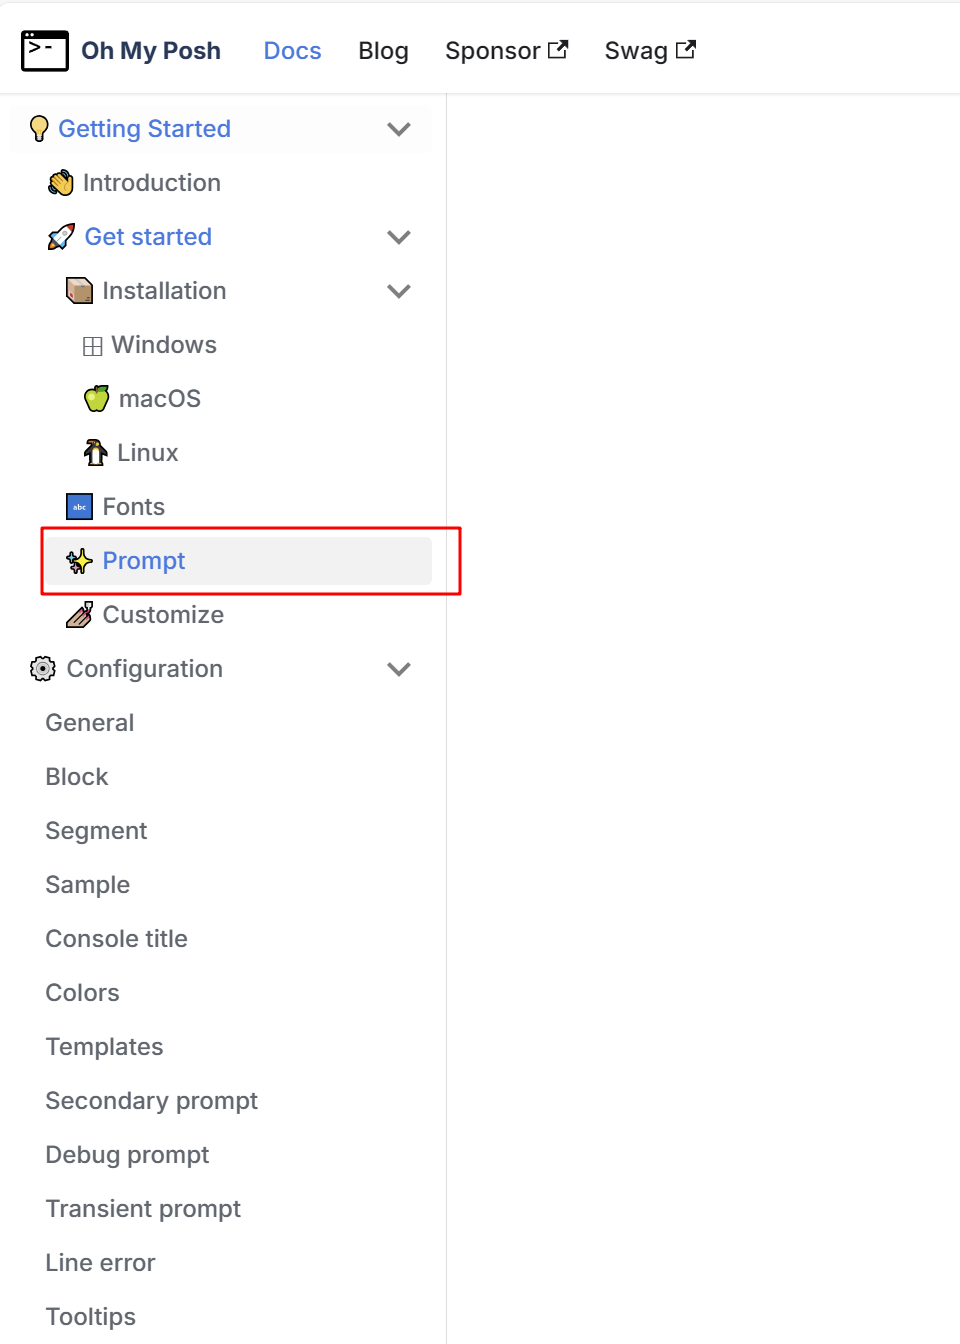 Oh My Posh Docs Blog Sponsor Swag
Getting Started
Introduction
Get started
Installation
Windows
macOS
Linux
abc Fonts
Prompt
Customize
Configuration
General
Block
Segment
Sample
Console title
Colors
Templates
Secondary prompt
Debug prompt
Transient prompt
Line error
Tooltips